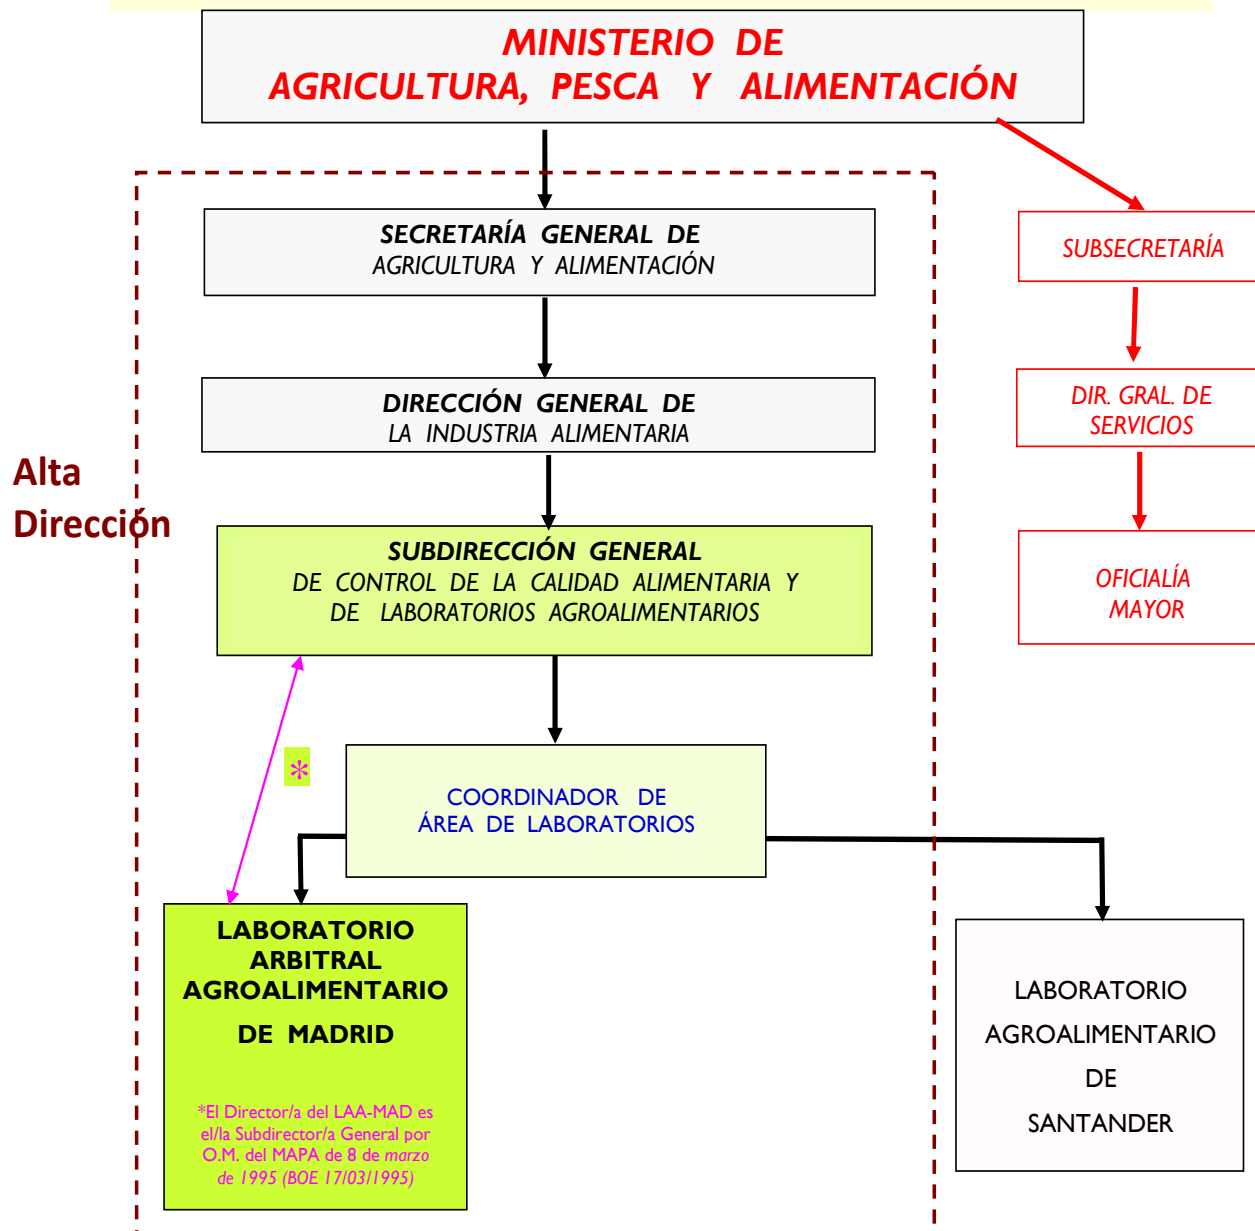 MINISTERIO DE
AGRICULTURA, PESCA Y ALIMENTACIÓN
SECRETARÍA GENERAL DE
AGRICULTURA Y ALIMENTACIÓN
SUBSECRETARÍA
DIRECCIÓN GENERAL DE
LA INDUSTRIA ALIMENTARIA
DIR. GRAL. DE
SERVICIOS
Alta
Dirección
SUBDIRECCIÓN GENERAL
DE CONTROL DE LA CALIDAD ALIMENTARIA Y
DE LABORATORIOS AGROALIMENTARIOS
OFICIALÍA
MAYOR
*
COORDINADOR DE
ÁREA DE LABORATORIOS
LABORATORIO
ARBITRAL
AGROALIMENTARIO
DE MADRID
*El Director/a del LAA-MAD es
el/la Subdirector/a General por
O.M. del MAPA de 8 de marzo
de 1995 (BOE 17/03/1995)
LABORATORIO
AGROALIMENTARIO
DE
SANTANDER